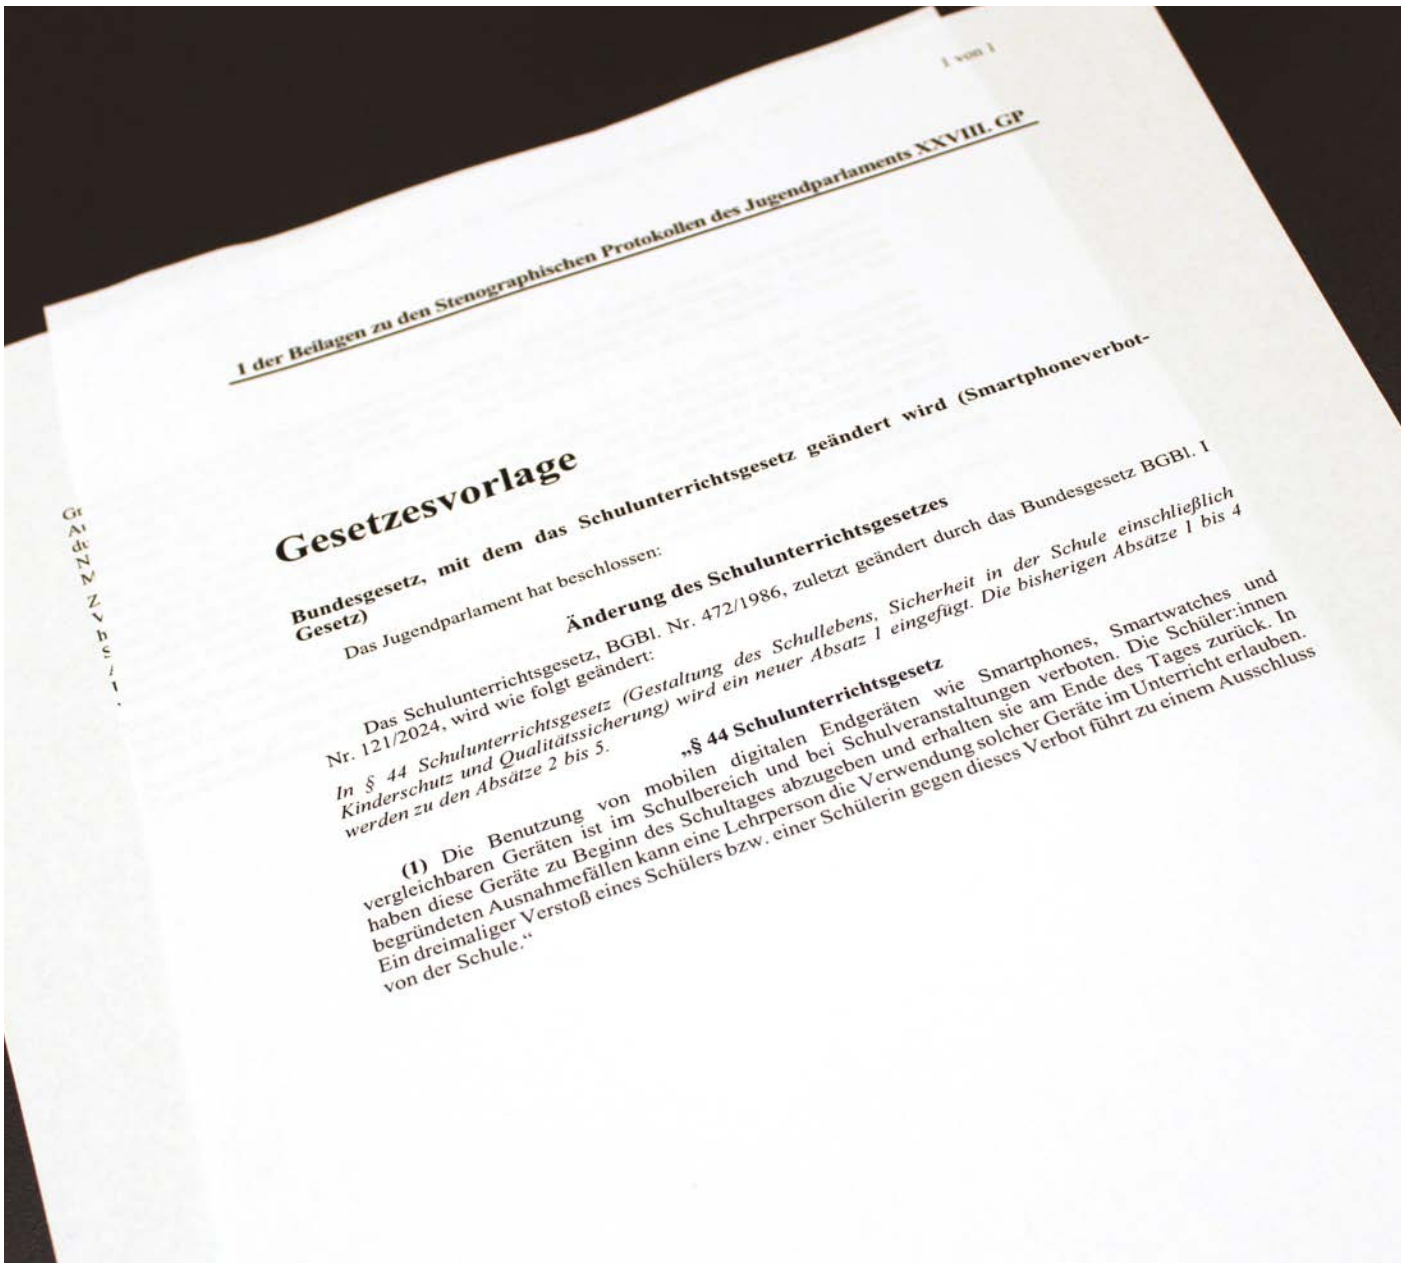 1 von 1
1 der Beilagen zu den Stenographischen Protokollen des Jugendparlaments XXVIII. GP
Gesetzesvorlage
Bundesgesetz, mit dem das Schulunterrichtsgesetz geändert wird (Smartphoneverbot-
Gesetz)
Das Jugendparlament hat beschlossen:
Änderung des Schulunterrichtsgesetzes
Das Schulunterrichtsgesetz, BGBl. Nr. 472/1986, zuletzt geändert durch das Bundesgesetz BGBl. I
Nr. 121/2024, wird wie folgt geändert:
In § 44 Schulunterrichtsgesetz (Gestaltung des Schullebens, Sicherheit in der Schule einschließlich
Kinderschutz und Qualitätssicherung) wird ein neuer Absatz 1 eingefügt. Die bisherigen Absätze 1 bis 4
werden zu den Absätze 2 bis 5.
„§ 44 Schulunterrichtsgesetz
(1) Die Benutzung von mobilen digitalen Endgeräten wie Smartphones, Smartwatches und
vergleichbaren Geräten ist im Schulbereich und bei Schulveranstaltungen verboten. Die Schüler:innen
haben diese Geräte zu Beginn des Schultages abzugeben und erhalten sie am Ende des Tages zurück. In
begründeten Ausnahmefällen kann eine Lehrperson die Verwendung solcher Geräte im Unterricht erlauben.
Ein dreimaliger Verstoß eines Schülers bzw. einer Schülerin gegen dieses Verbot führt zu einem Ausschluss
von der Schule.“